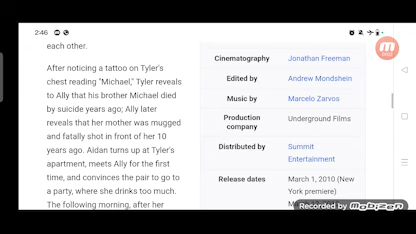 2:46
each other.
After noticing a tattoo on Tyler's
chest reading "Michael," Tyler reveals
to Ally that his brother Michael died
by suicide years ago; Ally later
reveals that her mother was mugged
and fatally shot in front of her 10
years ago. Aidan turns up at Tyler's
apartment, meets Ally for the first
time, and convinces the pair to go to
a party, where she drinks too much.
The following morning, after her
Cinematography Jonathan Freeman
Edited by Andrew Mondshein
Music by Marcelo Zarvos
Production company Underground Films
Distributed by Summit
Entertainment
Release dates March 1, 2010 (New
York premiere)
Recorded by Mobizen